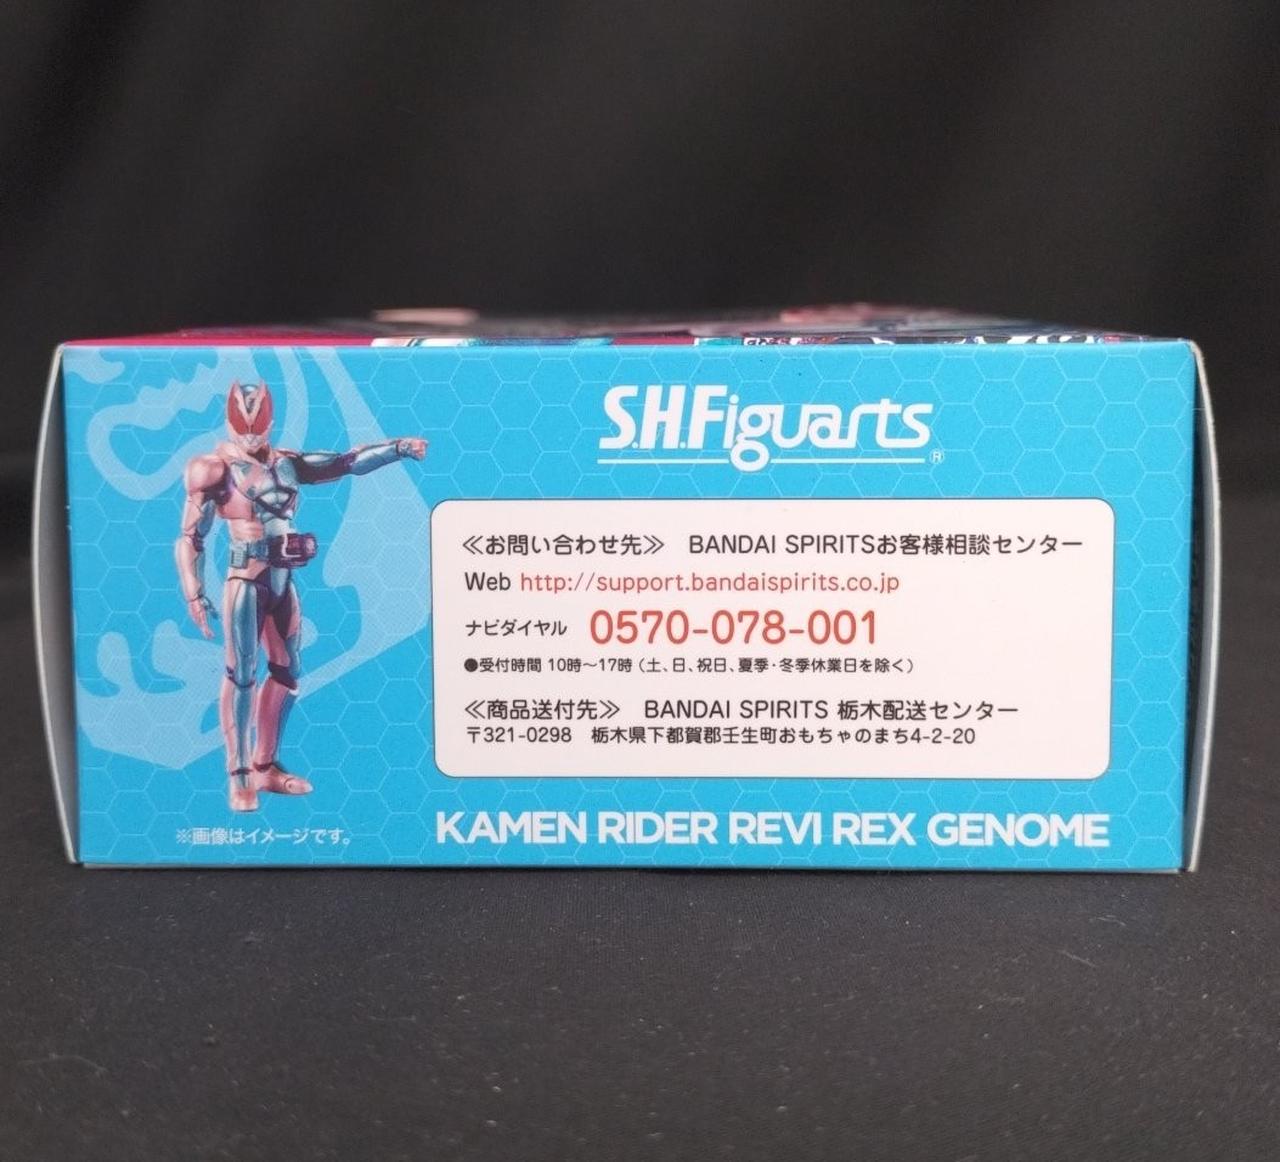 S.H.Figuarts ®
≪お問い合わせ先≫ BANDAI SPIRITSお客様相談センター
Web http://support.bandaispirits.co.jp
ナビダイヤル 0570-078-001
●受付時間 10時～17時（土、日、祝日、夏季・冬季休業日を除く）
≪商品送付先≫ BANDAI SPIRITS 栃木配送センター
〒321-0298 栃木県下都賀郡壬生町おもちゃのまち4-2-20
※画像はイメージです。
KAMEN RIDER REVI REX GENOME